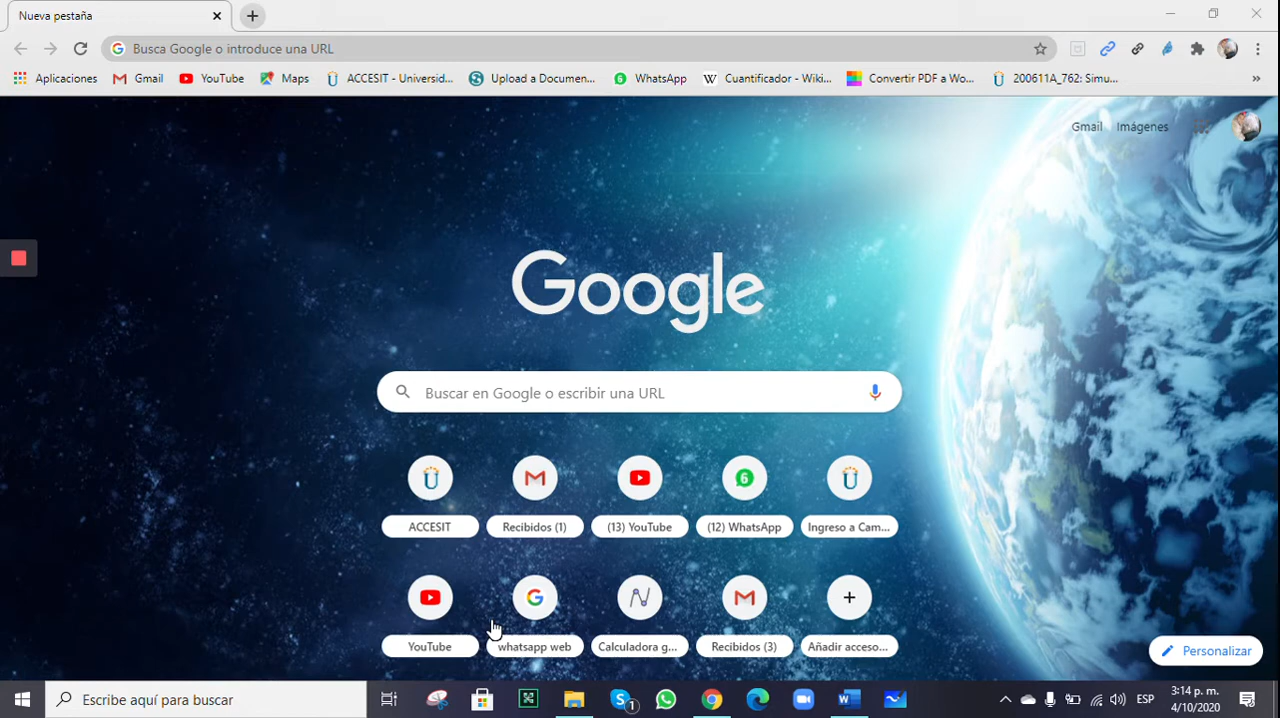 Nueva pestaña
Busca Google o introduce una URL
Aplicaciones Gmail YouTube Maps ACCESIT - Universid... Upload a Documen... 6 WhatsApp W Cuantificador - Wiki... Convertir PDF a Wo... 200611A_762: Simu... »
Gmail Imágenes
Google
Buscar en Google o escribir una URL
6
ACCESIT Recibidos (1) (13) YouTube (12) WhatsApp Ingreso a Cam...
YouTube whatsapp web Calculadora g... Recibidos (3) Añadir acceso...
Personalizar
Escribe aquí para buscar
1
ESP
3:14 p. m.
4/10/2020